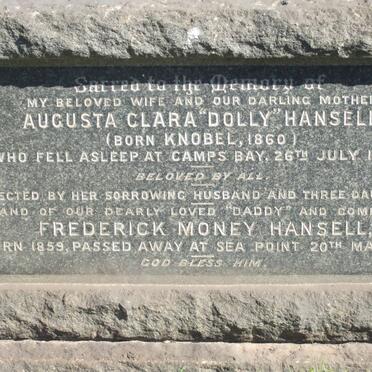 Sacred to the Memory of
MY BELOVED WIFE AND OUR DARLING MOTHER
AUGUSTA CLARA "DOLLY" HANSELL
(BORN KNOBEL, 1860)
WHO FELL ASLEEP AT CAMPS BAY, 26TH JULY 1
BELOVED BY ALL.
ECTED BY HER SORROWING HUSBAND AND THREE DAU
AND OF OUR DEARLY LOVED "DADDY" AND COMP
FREDERICK MONEY HANSELL,
RN 1859, PASSED AWAY AT SEA POINT 20TH MA
GOD BLESS HIM.